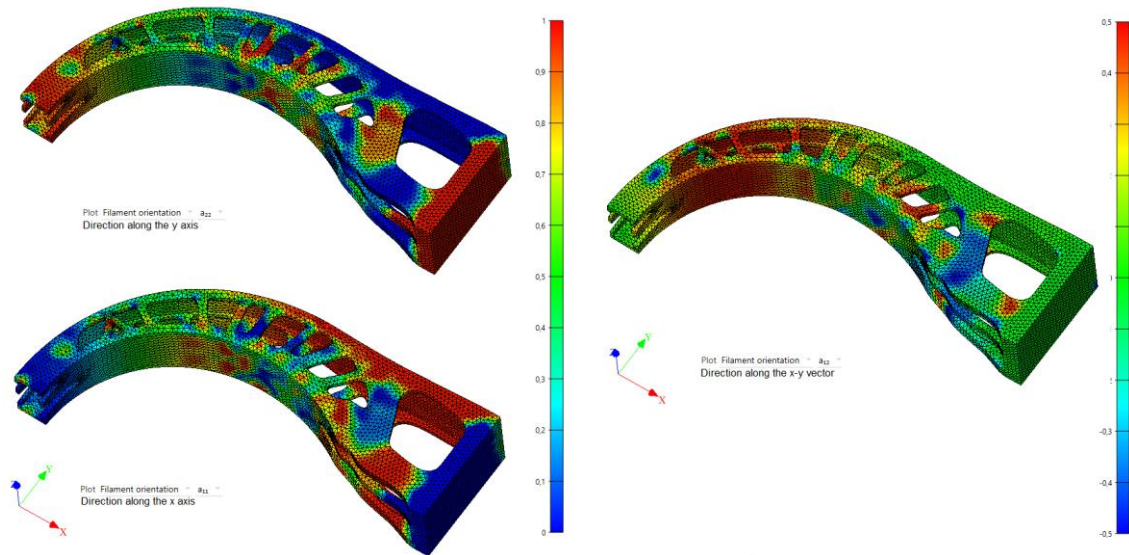 1
0,9
0,8
0,7
0,6
0,5
0,4
0,3
0,2
0,1
0
Plot Filament orientation a₂₂
Direction along the y axis
Z Y X
Plot Filament orientation a₁₁
Direction along the x axis
0,5
0,4
-0,3
-0,4
-0,5
Z Y X
Plot Filament orientation a₁₂
Direction along the x-y vector